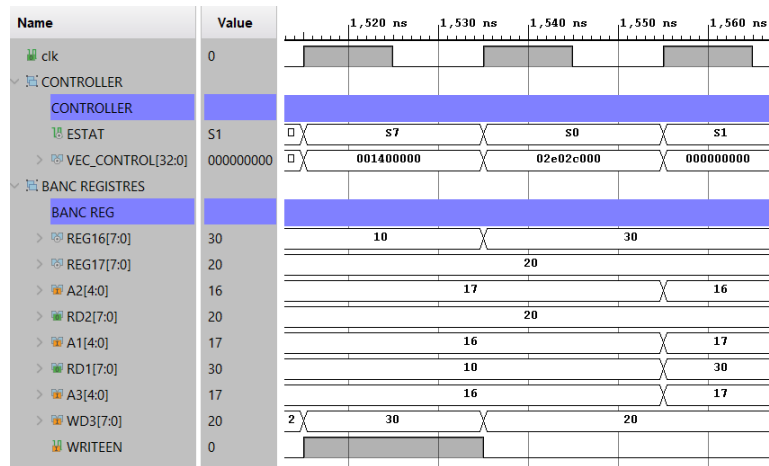 Name Value 1,520 ns 1,530 ns 1,540 ns 1,550 ns 1,560 ns
clk 0
CONTROLLER
CONTROLLER
ESTAT S1 S7 S0 S1
VEC_CONTROL[32:0] 000000000 001400000 02e02c000 000000000
BANC REGISTRES
BANC REG
REG16[7:0] 30 10 30
REG17[7:0] 20 20
A2[4:0] 16 17 16
RD2[7:0] 20 20
A1[4:0] 17 16 17
RD1[7:0] 30 10 30
A3[4:0] 17 16 17
WD3[7:0] 20 2 30 20
WRITEEN 0